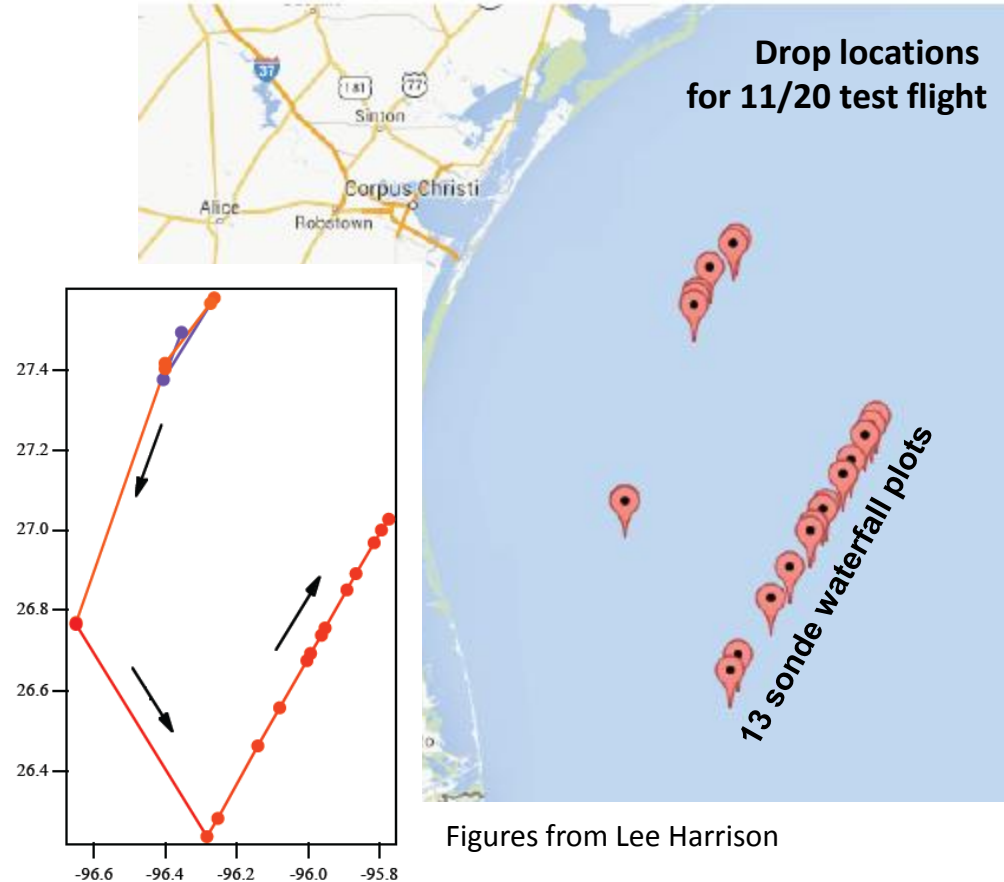 Drop locations
for 11/20 test flight
37
181
77
Sinton
Corpus Christi
Alice
Robstown
13 sonde waterfall plots
27.4
27.2
27.0
26.8
26.6
26.4
-96.6
-96.4
-96.2
-96.0
-95.8
Figures from Lee Harrison